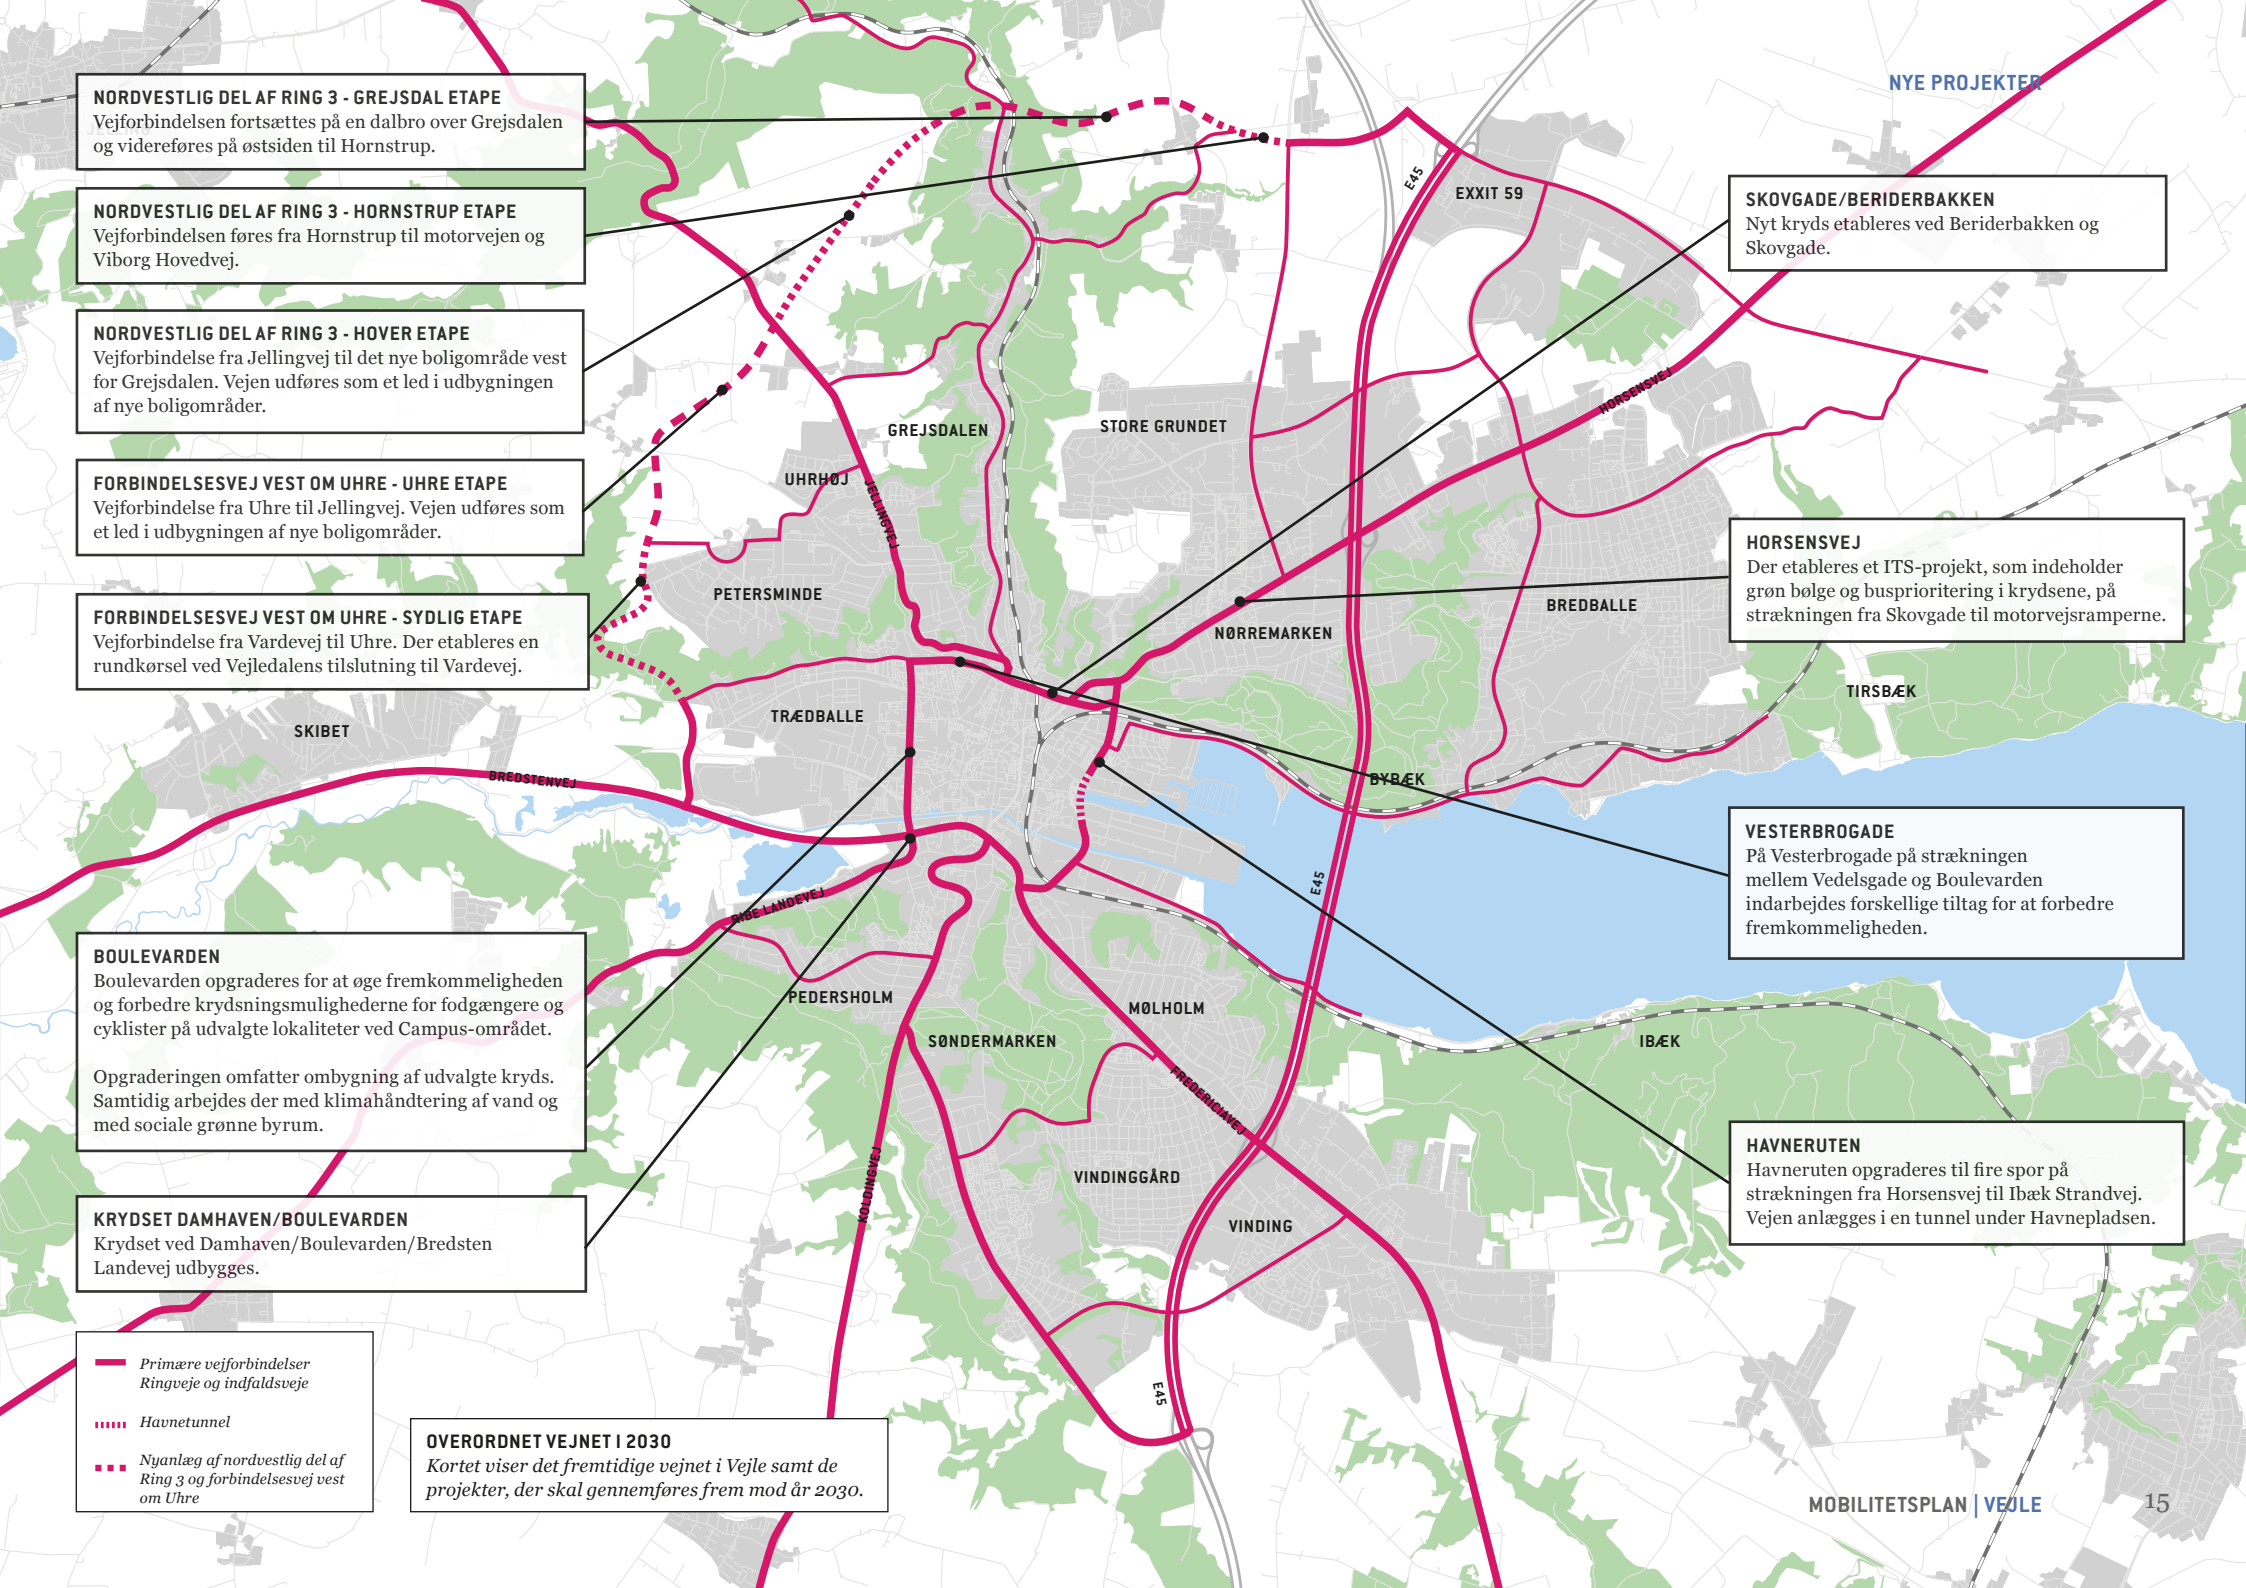 NYE PROJEKTER
NORDVESTLIG DEL AF RING 3 - GREJSDAL ETAPE
Vejforbindelsen fortsættes på en dalbro over Grejsdalen
og videreføres på østsiden til Hornstrup.
JELLING
NORDVESTLIG DEL AF RING 3 - HORNSTRUP ETAPE
Vejforbindelsen føres fra Hornstrup til motorvejen og
Viborg Hovedvej.
NORDVESTLIG DEL AF RING 3 - HOVER ETAPE
Vejforbindelse fra Jellingvej til det nye boligområde vest
for Grejsdalen. Vejen udføres som et led i udbygningen
af nye boligområder.
FORBINDELSESVEJ VEST OM UHRE - UHRE ETAPE
Vejforbindelse fra Uhre til Jellingvej. Vejen udføres som
et led i udbygningen af nye boligområder.
FORBINDELSESVEJ VEST OM UHRE - SYDLIG ETAPE
Vejforbindelse fra Vardevej til Uhre. Der etableres en
rundkørsel ved Vejledalens tilslutning til Vardevej.
BOULEVARDEN
Boulevarden opgraderes for at øge fremkommeligheden
og forbedre krydsningsmulighederne for fodgængere og
cyklister på udvalgte lokaliteter ved Campus-området.
Opgraderingen omfatter ombygning af udvalgte kryds.
Samtidig arbejdes der med klimahåndtering af vand og
med sociale grønne byrum.
KRYDSET DAMHAVEN/BOULEVARDEN
Krydset ved Damhaven/Boulevarden/Bredsten
Landevej udbygges.
SKOVGADE/BERIDERBAKKEN
Nyt kryds etableres ved Beriderbakken og
Skovgade.
HORSENSVEJ
Der etableres et ITS-projekt, som indeholder
grøn bølge og busprioritering i krydsene, på
strækningen fra Skovgade til motorvejsramperne.
VESTERBROGADE
På Vesterbrogade på strækningen
mellem Vedelsgade og Boulevarden
indarbejdes forskellige tiltag for at forbedre
fremkommeligheden.
HAVNERUTEN
Havneruten opgraderes til fire spor på
strækningen fra Horsensvej til Ibæk Strandvej.
Vejen anlægges i en tunnel under Havnepladsen.
E45
EXXIT 59
HORSENSVEJ
GREJSDALEN
STORE GRUNDET
UHRHØJ
JELLINGVEJ
PETERSMINDE
NØRREMARKEN
BREDBALLE
TIRSBÆK
SKIBET
TRÆDBALLE
BREDSTENVEJ
BYBÆK
E45
RIBE LANDEVEJ
PEDERSHOLM
MØLHOLM
SØNDERMARKEN
IBÆK
FREDERICIAVEJ
KOLDINGVEJ
VINDINGGÅRD
VINDING
E45
Primære vejforbindelser
Ringveje og indfaldsveje
Havnetunnel
Nyanlæg af nordvestlig del af
Ring 3 og forbindelsesvej vest
om Uhre
OVERORDNET VEJNET I 2030
Kortet viser det fremtidige vejnet i Vejle samt de
projekter, der skal gennemføres frem mod år 2030.
MOBILITETSPLAN | VEJLE 15